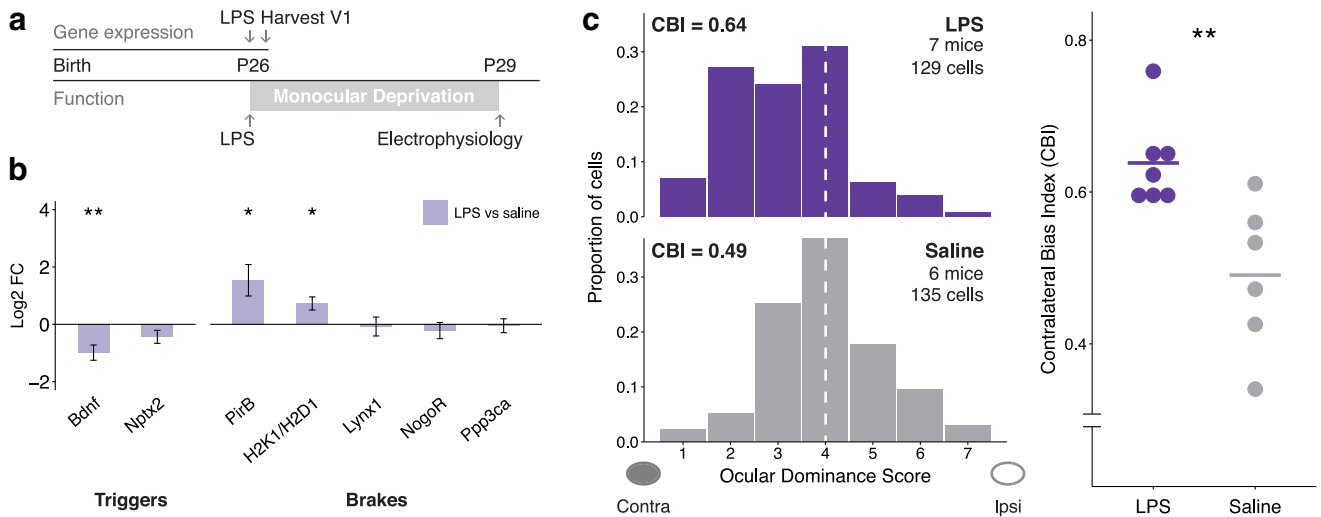 a
LPS Harvest V1
Gene expression
Birth P26 P29
Function Monocular Deprivation
LPS Electrophysiology
b
4
2
0
−2
Log2 FC
** * *
LPS vs saline
Bdnf
Nptx2
PirB
H2K1/H2D1
Lynx1
NogoR
Ppp3ca
Triggers Brakes
c
CBI = 0.64 LPS
7 mice
129 cells
0.3
0.2
0.1
0.0
Proportion of cells
CBI = 0.49 Saline
6 mice
135 cells
0.3
0.2
0.1
0.0
1 2 3 4 5 6 7
Ocular Dominance Score
Contra Ipsi
**
0.8
0.6
0.4
Contralateral Bias Index (CBI)
LPS Saline